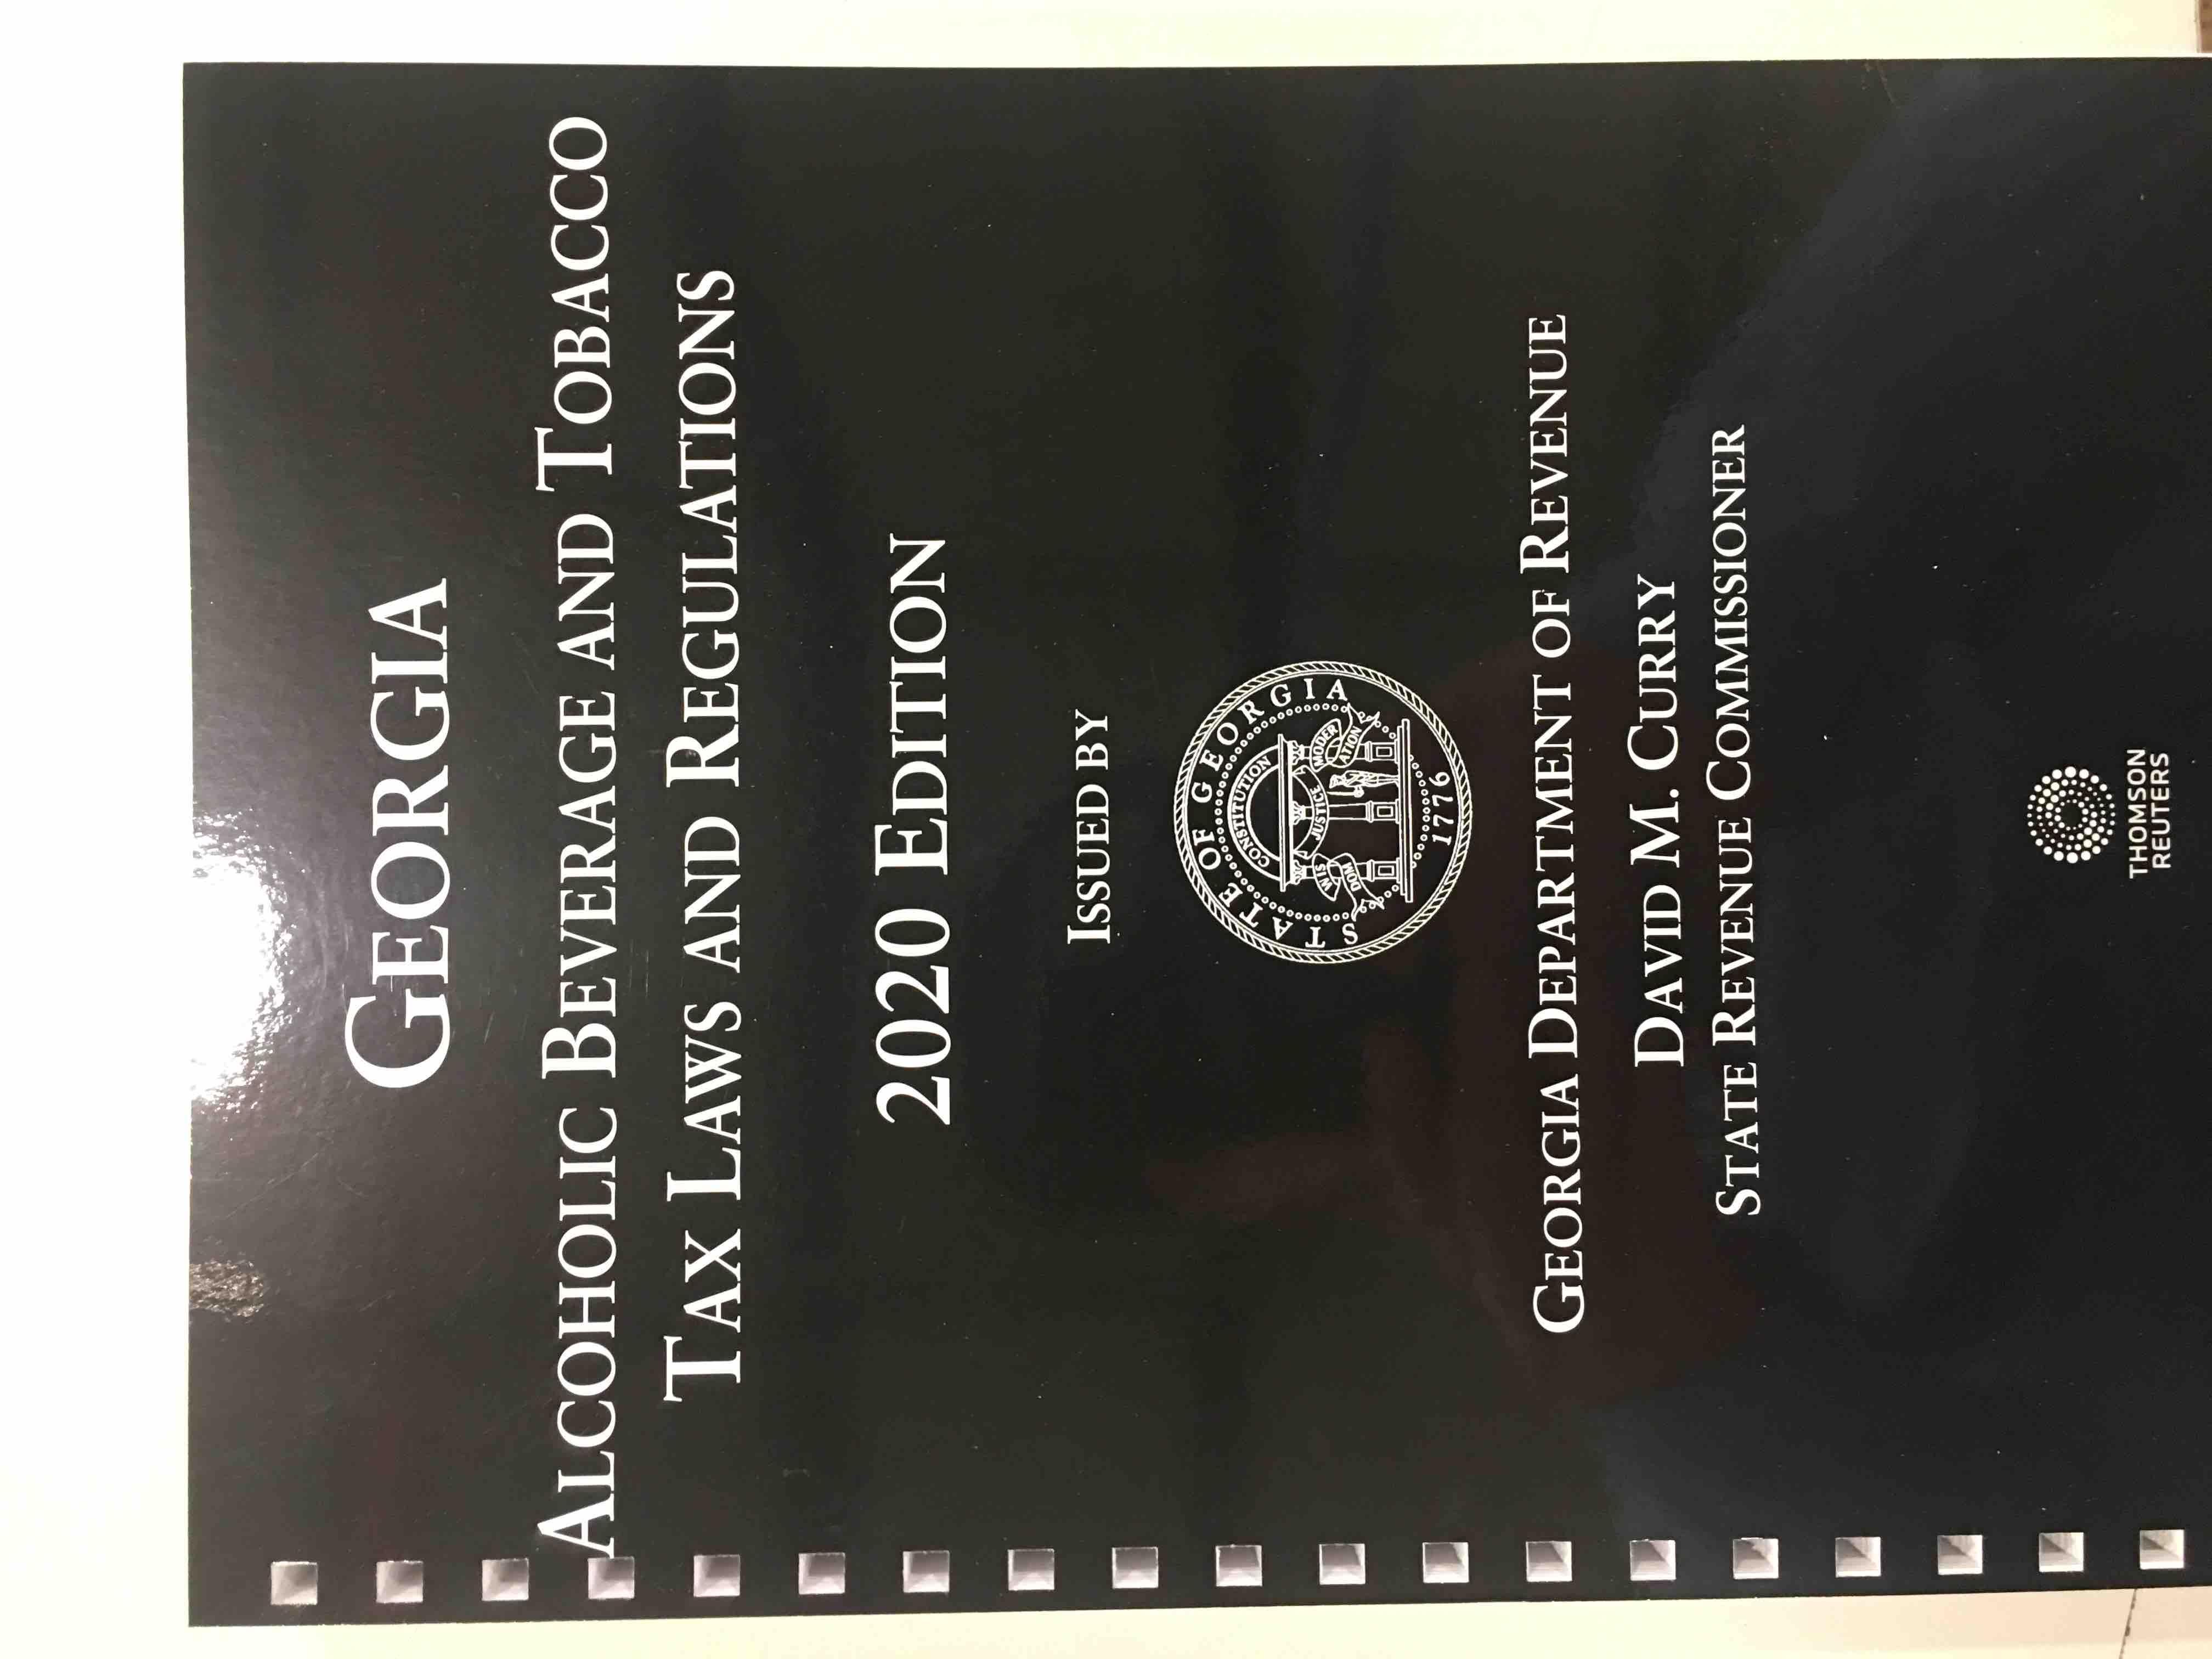 GEORGIA
ALCOHOLIC BEVERAGE AND TOBACCO
TAX LAWS AND REGULATIONS
2020 EDITION
ISSUED BY
STATE OF GEORGIA
CONSTITUTION
WISDOM
JUSTICE
MODERATION
1776
GEORGIA DEPARTMENT OF REVENUE
DAVID M. CURRY
STATE REVENUE COMMISSIONER
THOMSON
REUTERS